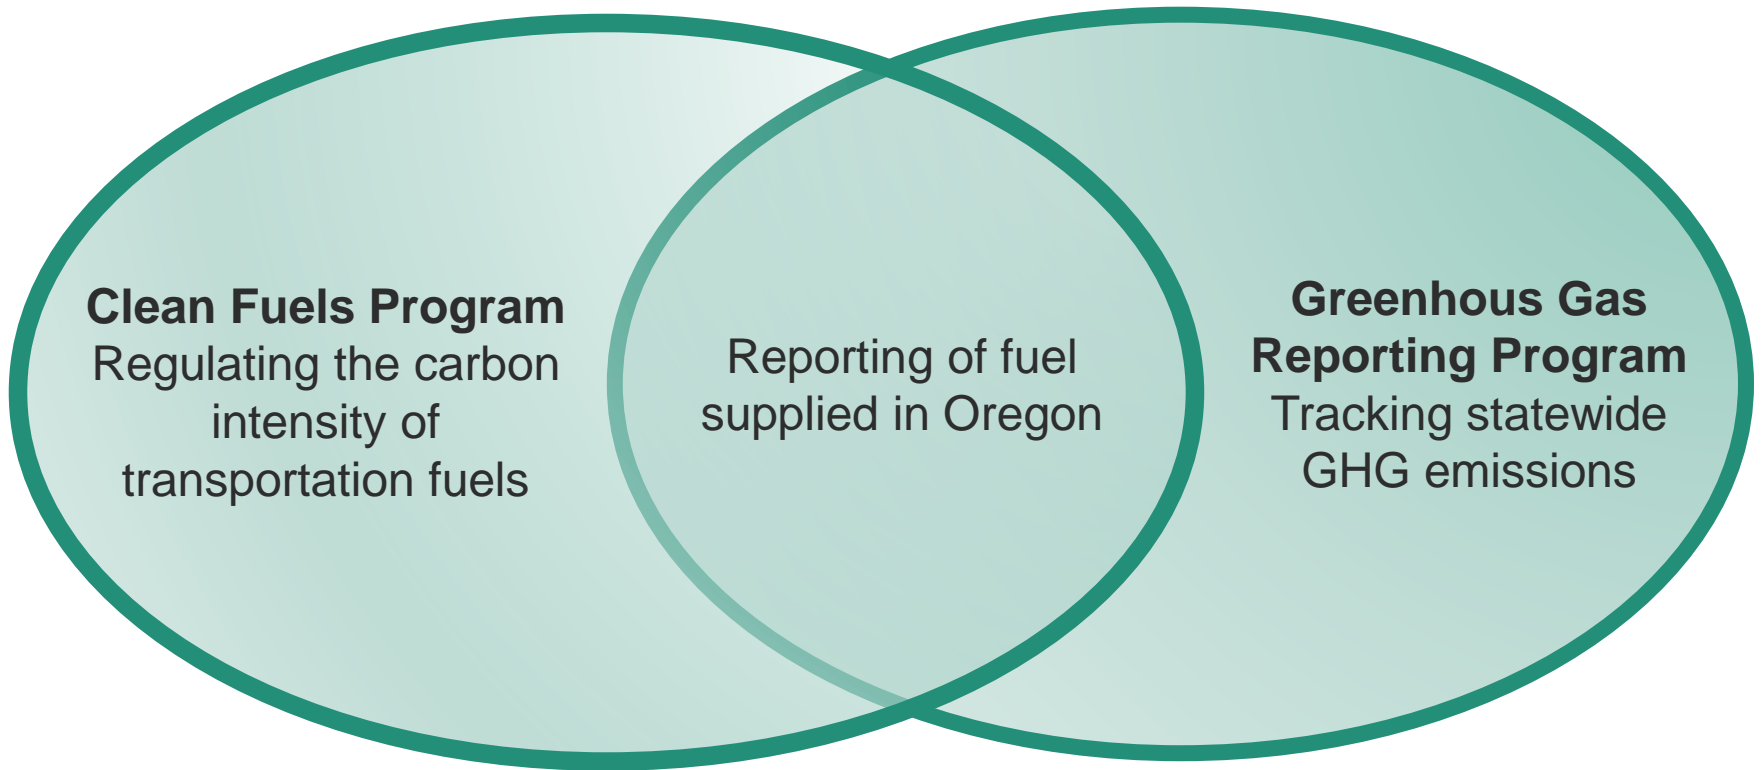 Clean Fuels Program
Regulating the carbon
intensity of
transportation fuels
Reporting of fuel
supplied in Oregon
Greenhous Gas
Reporting Program
Tracking statewide
GHG emissions